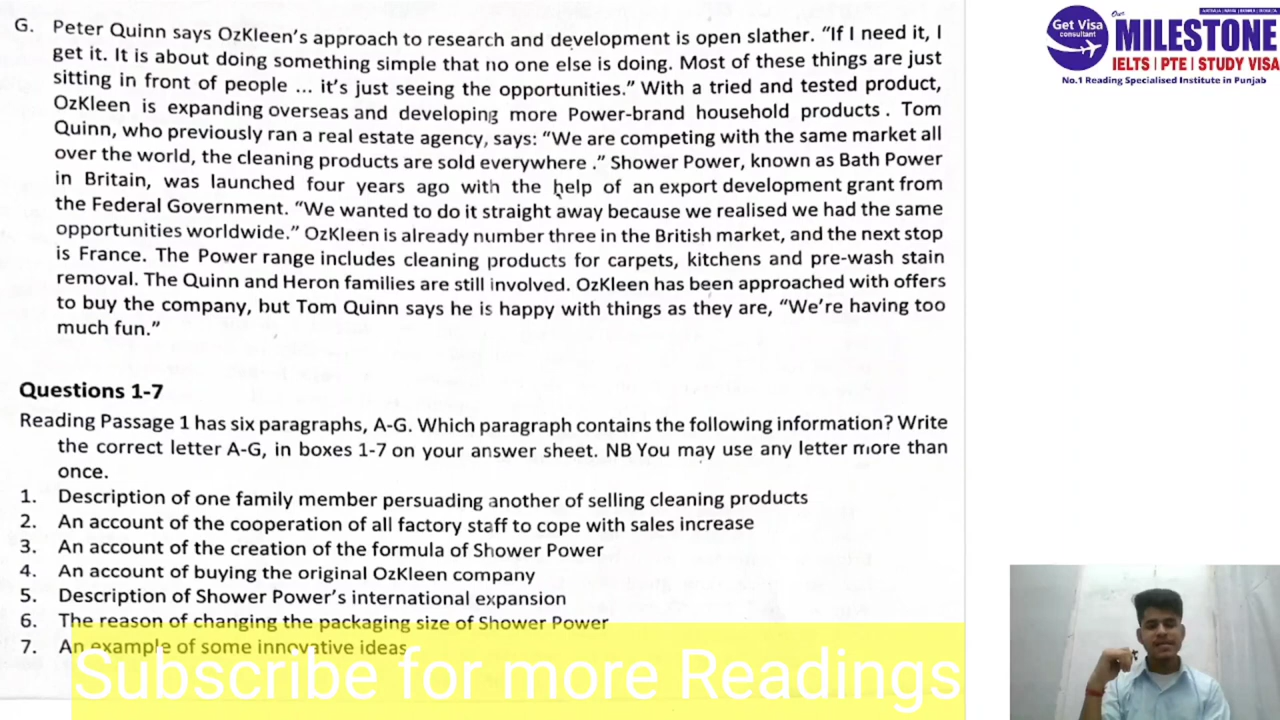 G. Peter Quinn says OzKleen's approach to research and development is open slather. "If I need it, I
get it. It is about doing something simple that no one else is doing. Most of these things are just
sitting in front of people ... it's just seeing the opportunities." With a tried and tested product,
OzKleen is expanding overseas and developing more Power-brand household products . Tom
Quinn, who previously ran a real estate agency, says: "We are competing with the same market all
over the world, the cleaning products are sold everywhere ." Shower Power, known as Bath Power
in Britain, was launched four years ago with the help of an export development grant from
the Federal Government. "We wanted to do it straight away because we realised we had the same
opportunities worldwide." OzKleen is already number three in the British market, and the next stop
is France. The Power range includes cleaning products for carpets, kitchens and pre-wash stain
removal. The Quinn and Heron families are still involved. OzKleen has been approached with offers
to buy the company, but Tom Quinn says he is happy with things as they are, "We're having too
much fun."
Questions 1-7
Reading Passage 1 has six paragraphs, A-G. Which paragraph contains the following information? Write
the correct letter A-G, in boxes 1-7 on your answer sheet. NB You may use any letter more than
once.
1. Description of one family member persuading another of selling cleaning products
2. An account of the cooperation of all factory staff to cope with sales increase
3. An account of the creation of the formula of Shower Power
4. An account of buying the original OzKleen company
5. Description of Shower Power's international expansion
6. The reason of changing the packaging size of Shower Power
7. An example of some innovative ideas
Subscribe for more Readings
Get Visa
consultant
Our
MILESTONE
IELTS | PTE | STUDY VISA
No.1 Reading Specialised Institute in Punjab